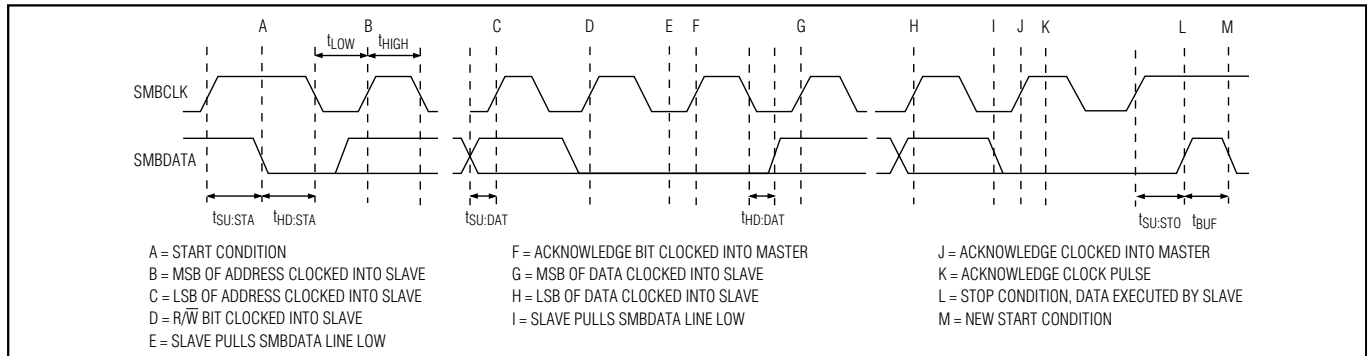 A B C D E F G H I J K L M
tLOW tHIGH
SMBCLK
SMBDATA
tSU:STA tHD:STA tSU:DAT tHD:DAT tSU:STO tBUF
A = START CONDITION
B = MSB OF ADDRESS CLOCKED INTO SLAVE
C = LSB OF ADDRESS CLOCKED INTO SLAVE
D = R/W̅ BIT CLOCKED INTO SLAVE
E = SLAVE PULLS SMBDATA LINE LOW
F = ACKNOWLEDGE BIT CLOCKED INTO MASTER
G = MSB OF DATA CLOCKED INTO SLAVE
H = LSB OF DATA CLOCKED INTO SLAVE
I = SLAVE PULLS SMBDATA LINE LOW
J = ACKNOWLEDGE CLOCKED INTO MASTER
K = ACKNOWLEDGE CLOCK PULSE
L = STOP CONDITION, DATA EXECUTED BY SLAVE
M = NEW START CONDITION